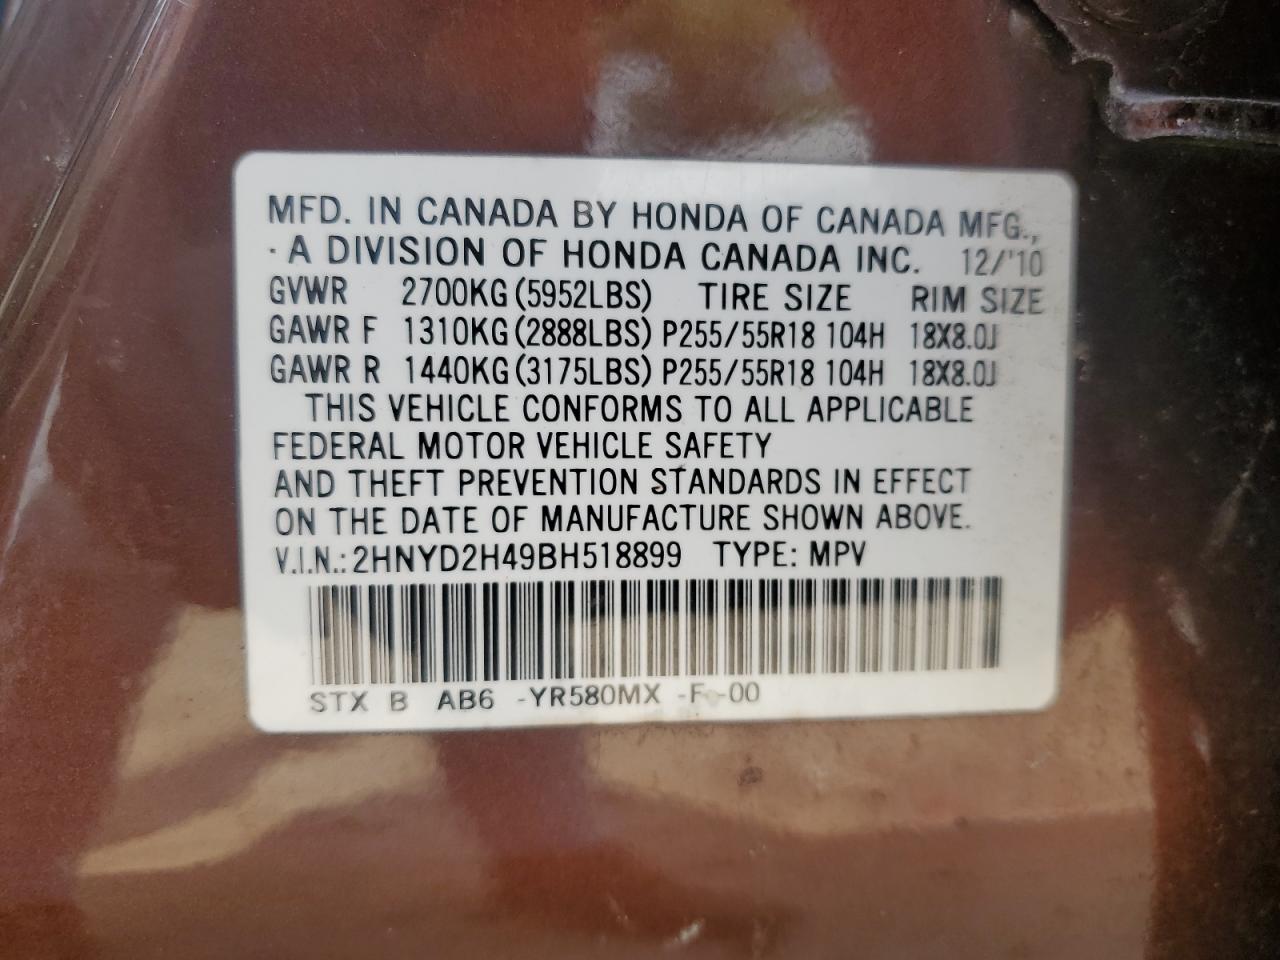 MFD. IN CANADA BY HONDA OF CANADA MFG.,
A DIVISION OF HONDA CANADA INC. 12/'10
GVWR 2700KG(5952LBS) TIRE SIZE RIM SIZE
GAWR F 1310KG(2888LBS) P255/55R18 104H 18X8.0J
GAWR R 1440KG(3175LBS) P255/55R18 104H 18X8.0J
THIS VEHICLE CONFORMS TO ALL APPLICABLE
FEDERAL MOTOR VEHICLE SAFETY
AND THEFT PREVENTION STANDARDS IN EFFECT
ON THE DATE OF MANUFACTURE SHOWN ABOVE.
V.I.N.: 2HNYD2H49BH518899 TYPE: MPV
STX B AB6 -YR580MX -F -00